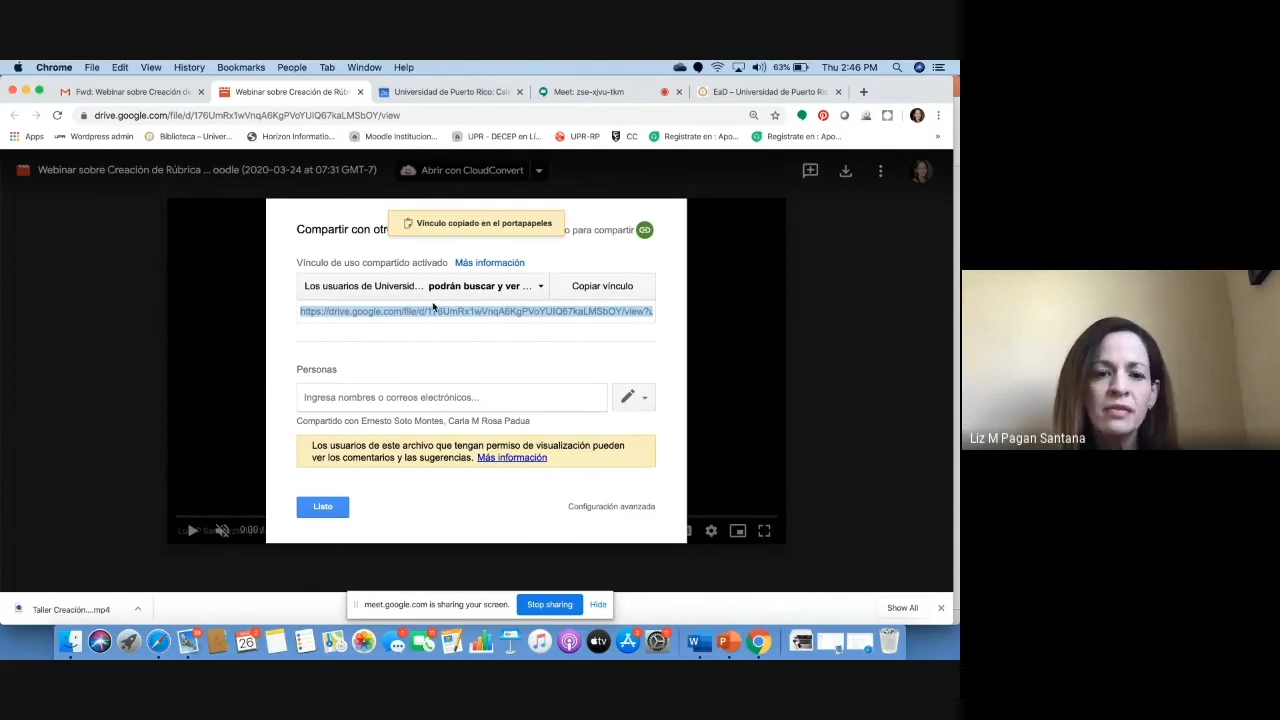 Chrome File Edit View History Bookmarks People Tab Window Help 63% Thu 2:46 PM
Fwd: Webinar sobre Creación de
Webinar sobre Creación de Rúbr
Universidad de Puerto Rico: Cale
Meet: zse-xjvu-tkm
EaD – Universidad de Puerto Ric
drive.google.com/file/d/176UmRx1wVnqA6KgPVoYUIQ67kaLMSbOY/view
Apps Wordpress admin Biblioteca – Univer... Horizon Informatio... Moodle Institucion... UPR - DECEP en Lí... UPR-RP CC Registrate en : Apo... Registrate en : Apo... »
Webinar sobre Creación de Rúbrica ... oodle (2020-03-24 at 07:31 GMT-7) Abrir con CloudConvert
Vínculo copiado en el portapapeles
Compartir con otr o para compartir
Vínculo de uso compartido activado Más información
Los usuarios de Universid... podrán buscar y ver ... Copiar vínculo
https://drive.google.com/file/d/176UmRx1wVnqA6KgPVoYUIQ67kaLMSbOY/view?u
Personas
Ingresa nombres o correos electrónicos...
Compartido con Ernesto Soto Montes, Carla M Rosa Padua
Los usuarios de este archivo que tengan permiso de visualización pueden
ver los comentarios y las sugerencias. Más información
Listo Configuración avanzada
0:00 /
Liz M Pagan Santana
Taller Creación....mp4 Show All
meet.google.com is sharing your screen. Stop sharing Hide